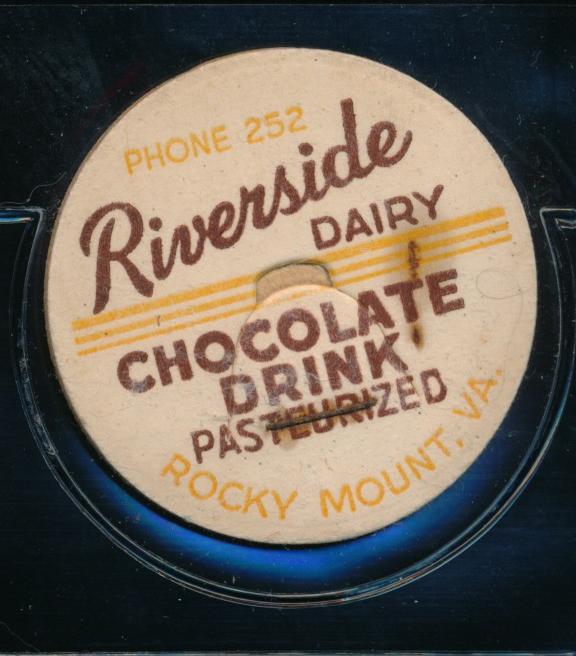 PHONE 252
Riverside
DAIRY
CHOCOLATE
DRINK
PASTEURIZED
ROCKY MOUNT, VA.